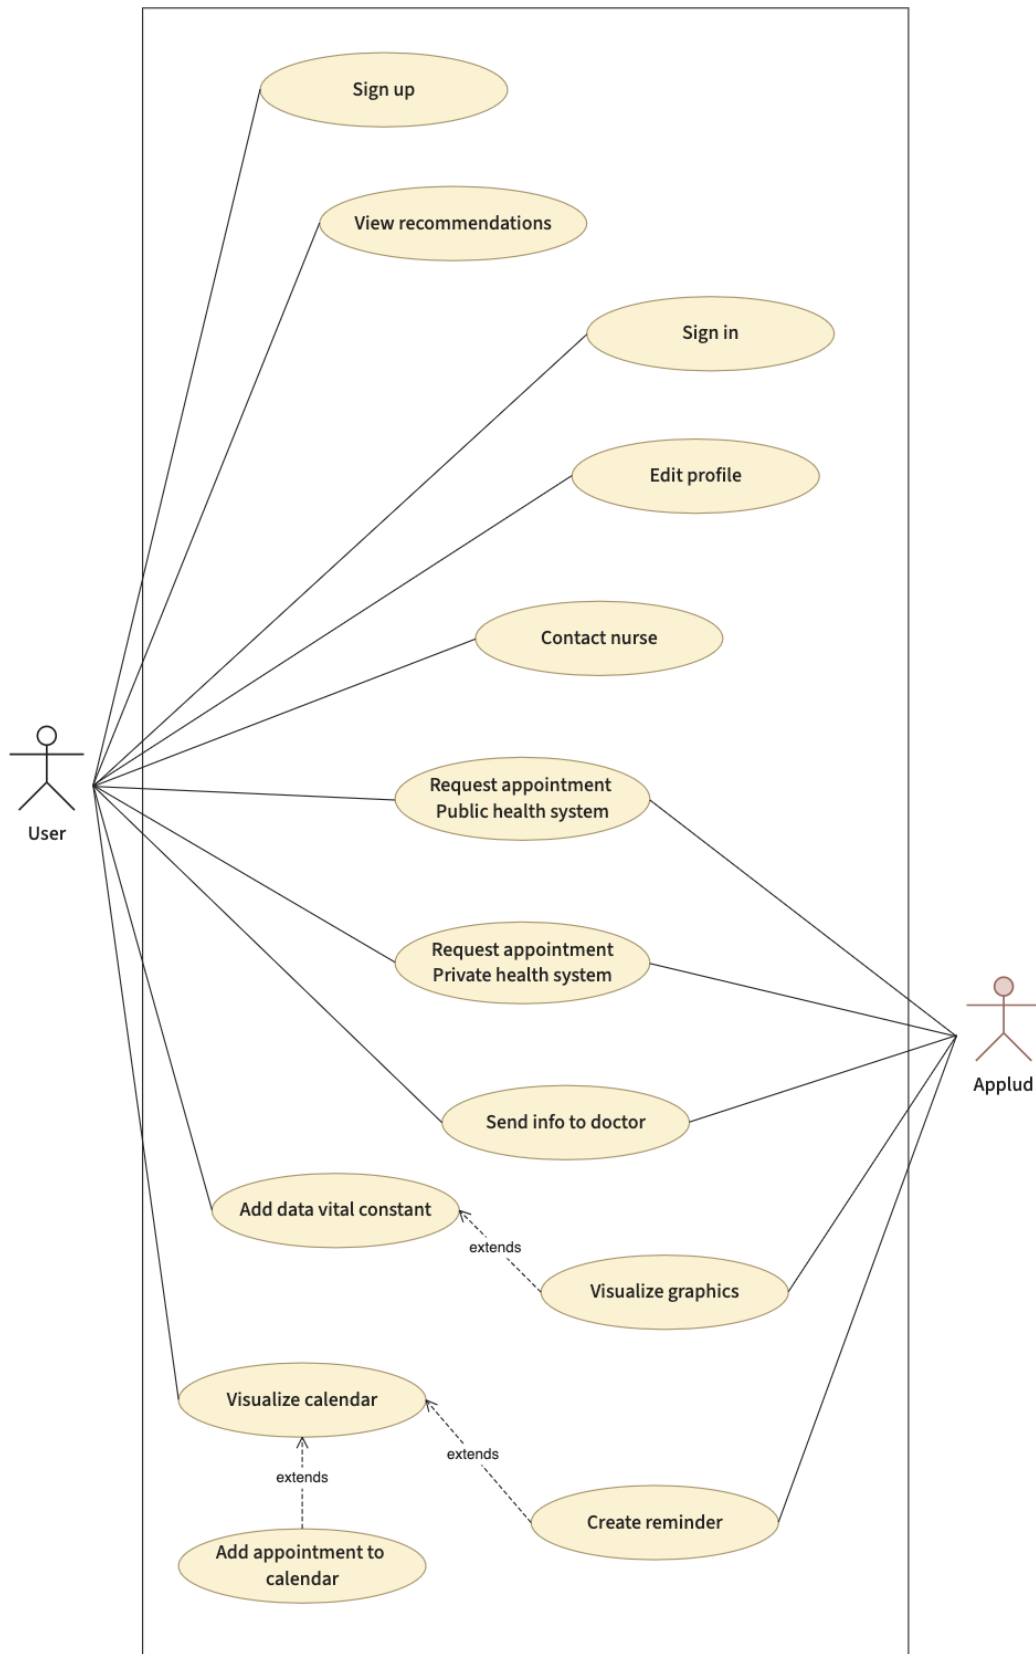 Sign up
View recommendations
Sign in
Edit profile
Contact nurse
Request appointment
Public health system
User
Request appointment
Private health system
Applud
Send info to doctor
Add data vital constant
extends
Visualize graphics
Visualize calendar
extends
extends
Create reminder
Add appointment to
calendar